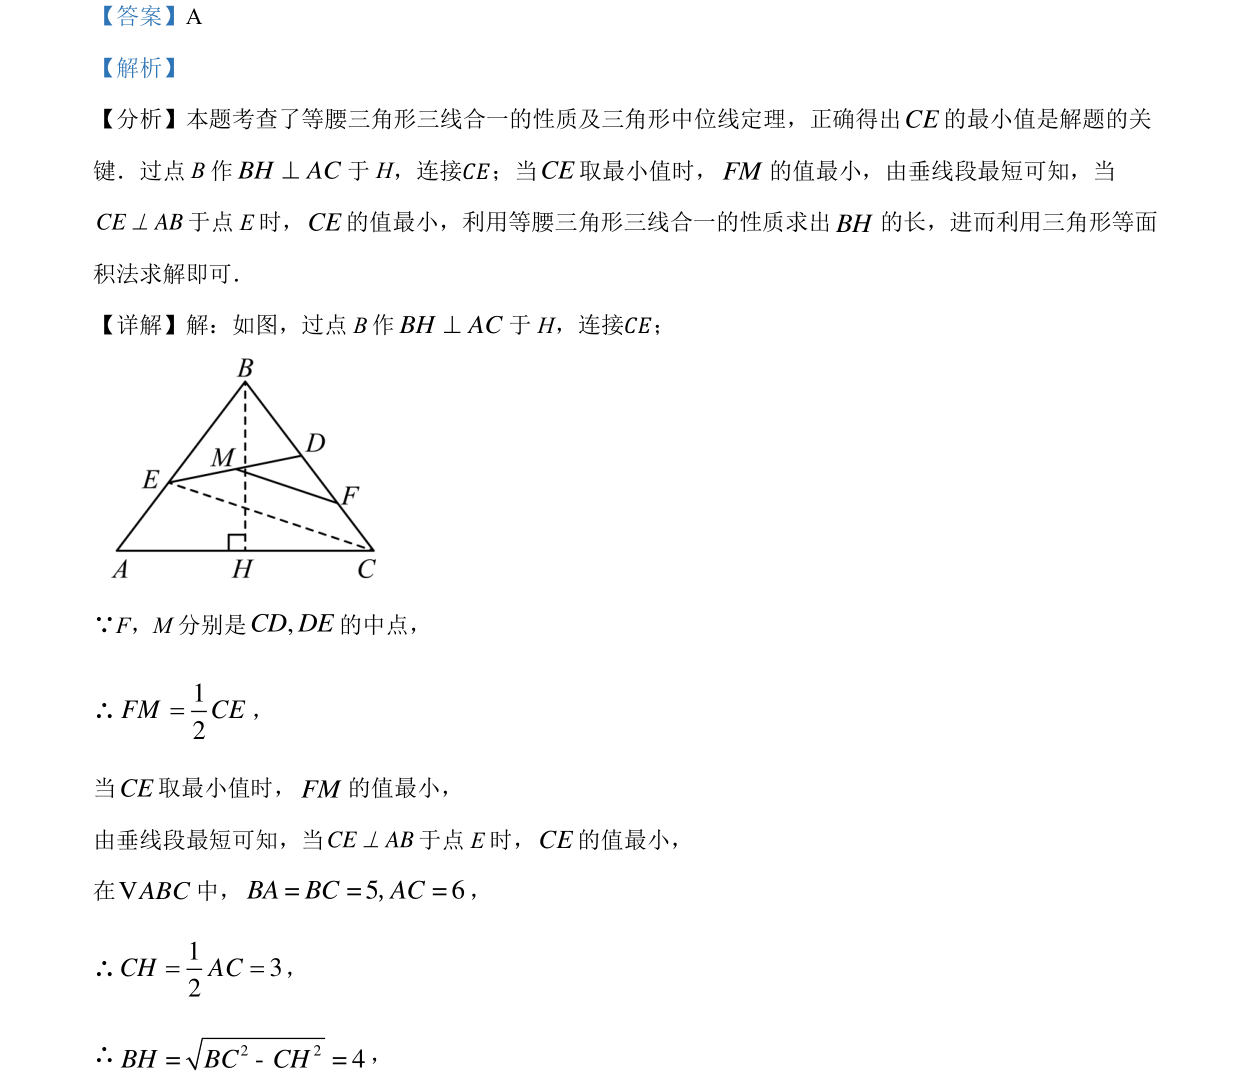 【答案】A
【解析】
【分析】本题考查了等腰三角形三线合一的性质及三角形中位线定理，正确得出CE的最小值是解题的关
键．过点B作BH⊥AC于H，连接CE；当CE取最小值时，FM的值最小，由垂线段最短可知，当
CE⊥AB于点E时，CE的值最小，利用等腰三角形三线合一的性质求出BH的长，进而利用三角形等面
积法求解即可．
【详解】解：如图，过点B作BH⊥AC于H，连接CE；
B
D
M
E
F
A
H
C
∵F，M分别是CD,DE的中点，
∴FM=\frac{1}{2}CE，
当CE取最小值时，FM的值最小，
由垂线段最短可知，当CE⊥AB于点E时，CE的值最小，
在VABC中，BA=BC=5,AC=6，
∴CH=\frac{1}{2}AC=3，
∴BH=\sqrt{BC^2-CH^2}=4，